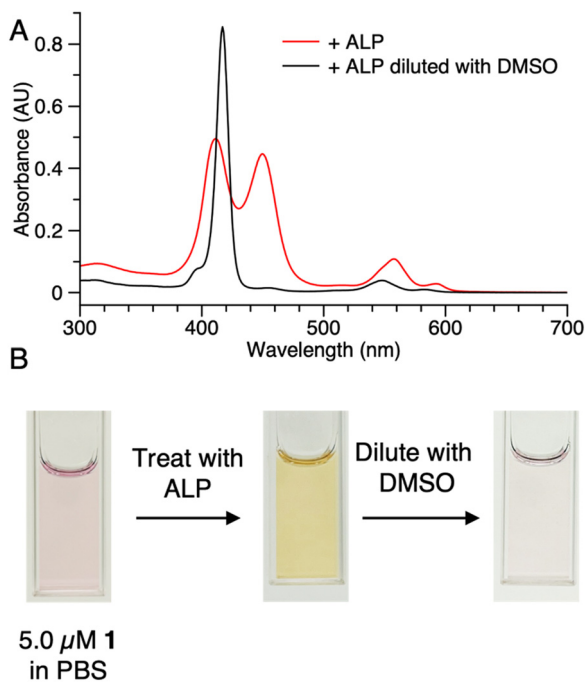 A
Absorbance (AU)
0.8
0.6
0.4
0.2
0
+ ALP
+ ALP diluted with DMSO
300 400 500 600 700
Wavelength (nm)
B
Treat with
ALP
Dilute with
DMSO
5.0 µM 1
in PBS